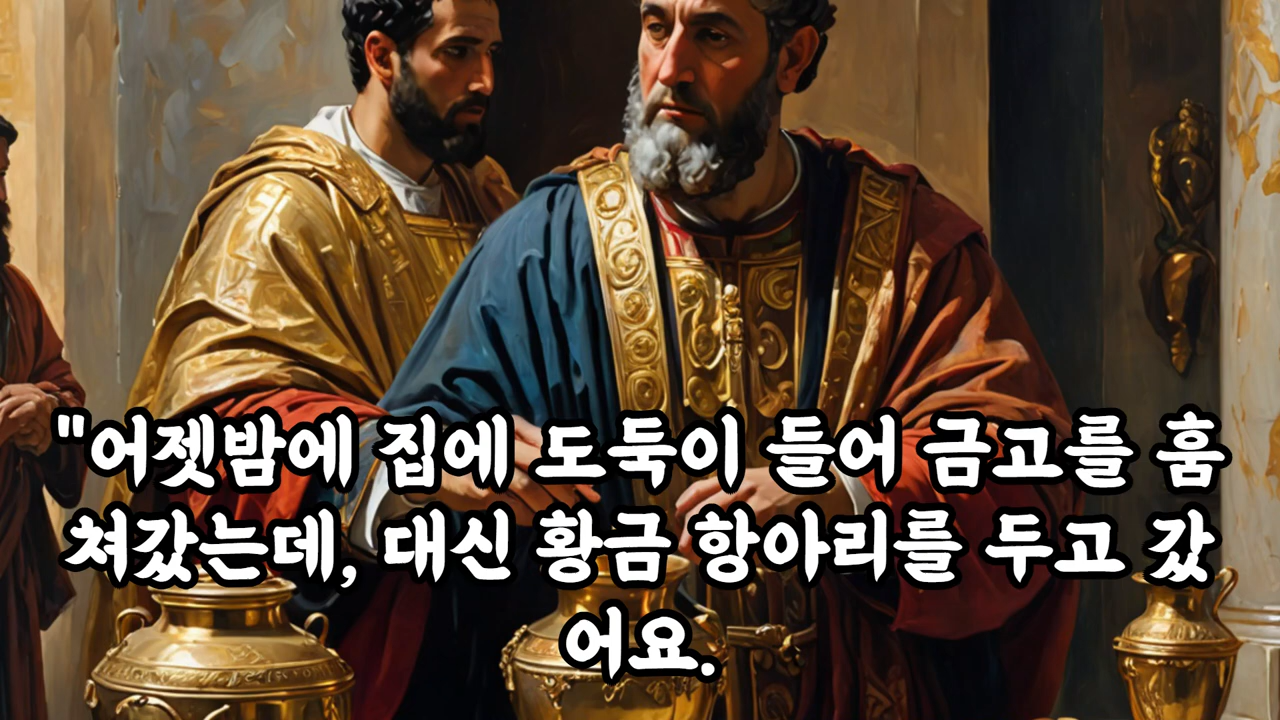 "어젯밤에 집에 도둑이 들어 금고를 훔
쳐갔는데, 대신 황금 항아리를 두고 갔
어요.